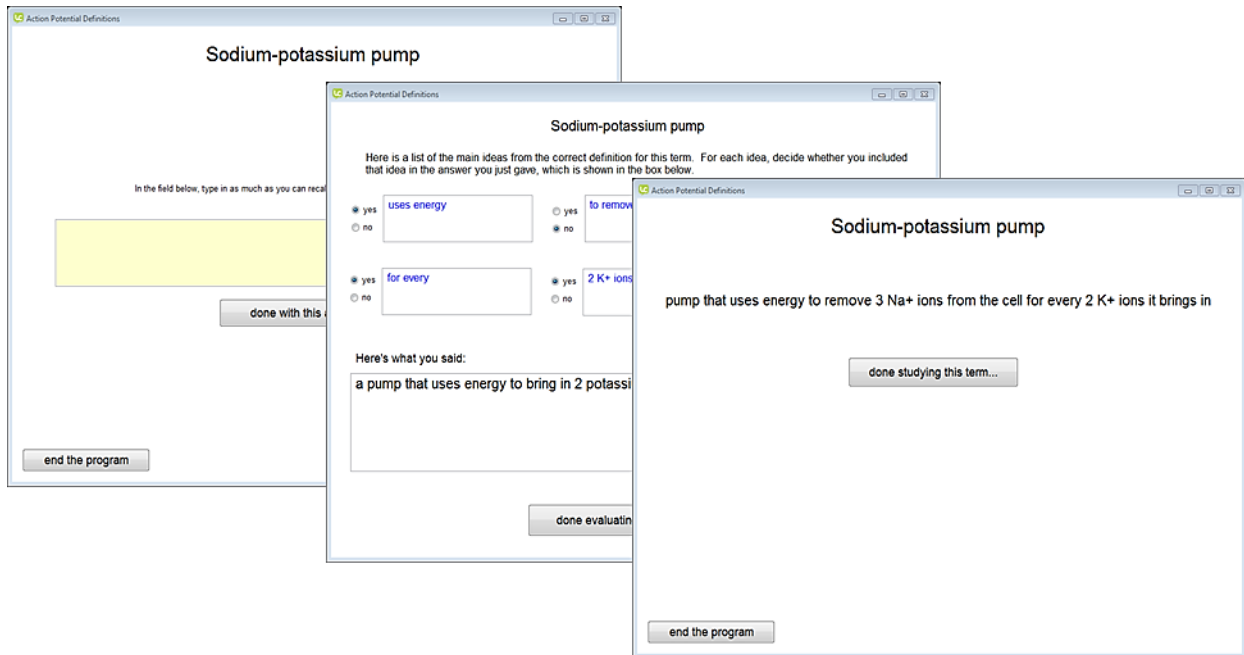 Action Potential Definitions
Sodium-potassium pump
In the field below, type in as much as you can recal
done with this a
end the program
Action Potential Definitions
Sodium-potassium pump
Here is a list of the main ideas from the correct definition for this term. For each idea, decide whether you included
that idea in the answer you just gave, which is shown in the box below.
yes
no
uses energy
yes
no
to remove
yes
no
for every
yes
no
2 K+ ions
Here's what you said:
a pump that uses energy to bring in 2 potassi
done evaluatin
Action Potential Definitions
Sodium-potassium pump
pump that uses energy to remove 3 Na+ ions from the cell for every 2 K+ ions it brings in
done studying this term...
end the program